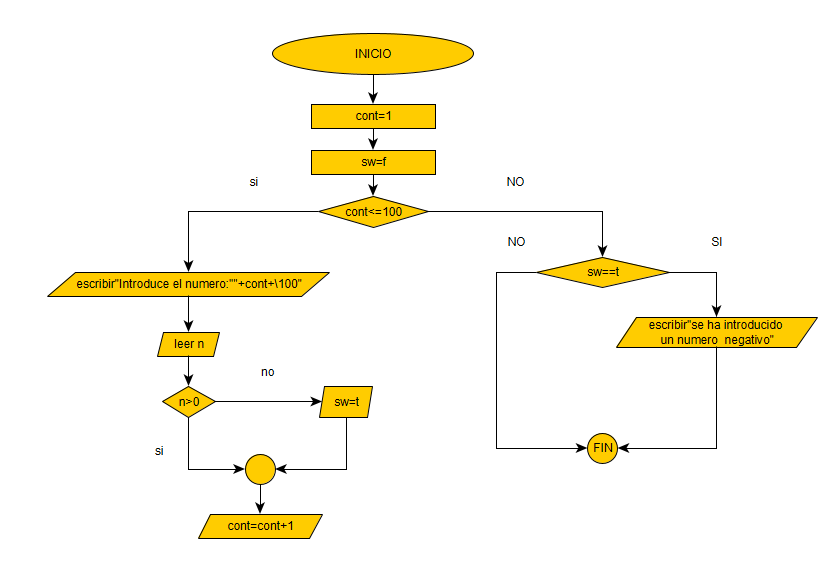 INICIO
cont=1
sw=f
si
NO
cont<=100
NO
SI
sw==t
escribir"Introduce el numero:""+cont+\100"
escribir"se ha introducido
un numero negativo"
leer n
no
n>0
sw=t
si
FIN
cont=cont+1